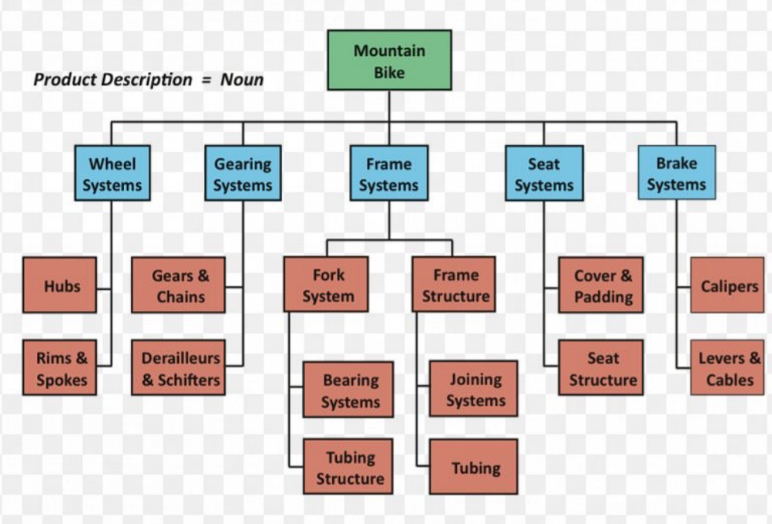 Mountain
Bike
Product Description = Noun
Wheel
Systems
Gearing
Systems
Frame
Systems
Seat
Systems
Brake
Systems
Hubs
Gears &
Chains
Fork
System
Frame
Structure
Cover &
Padding
Calipers
Rims &
Spokes
Derailleurs
& Schifters
Seat
Structure
Levers &
Cables
Bearing
Systems
Joining
Systems
Tubing
Structure
Tubing